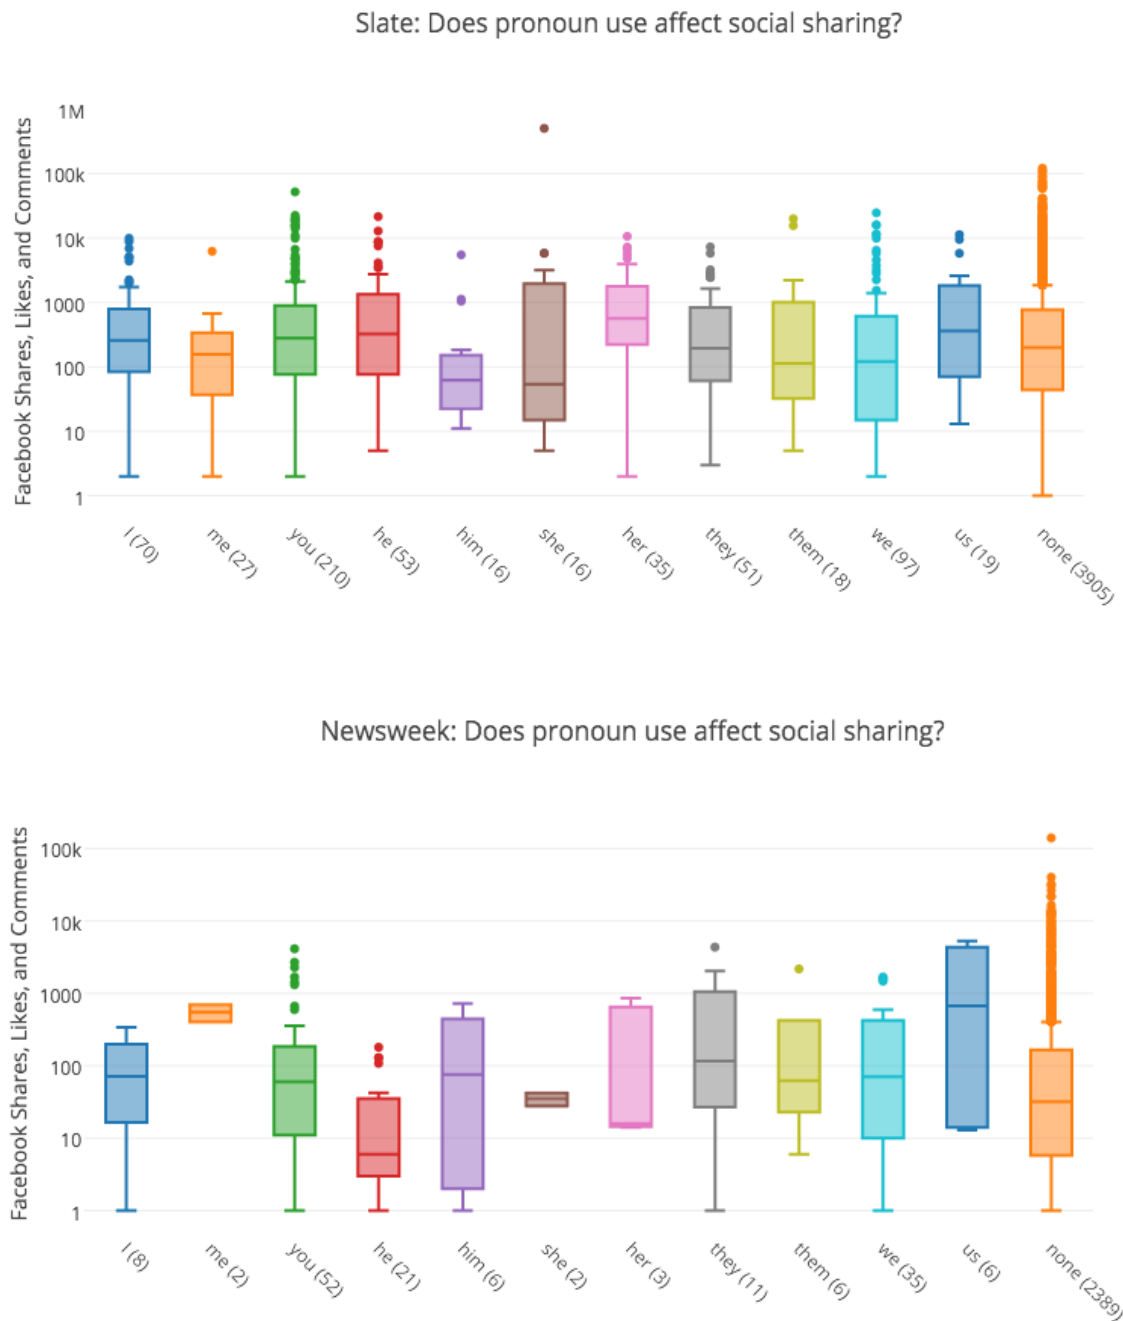 Slate: Does pronoun use affect social sharing?
Facebook Shares, Likes, and Comments
1M
100k
10k
1000
100
10
1
I (70)
me (27)
you (210)
he (53)
him (16)
she (16)
her (35)
they (51)
them (18)
we (97)
us (19)
none (3905)
Newsweek: Does pronoun use affect social sharing?
Facebook Shares, Likes, and Comments
100k
10k
1000
100
10
1
I (8)
me (2)
you (52)
he (21)
him (6)
she (2)
her (3)
they (11)
them (6)
we (35)
us (6)
none (2389)